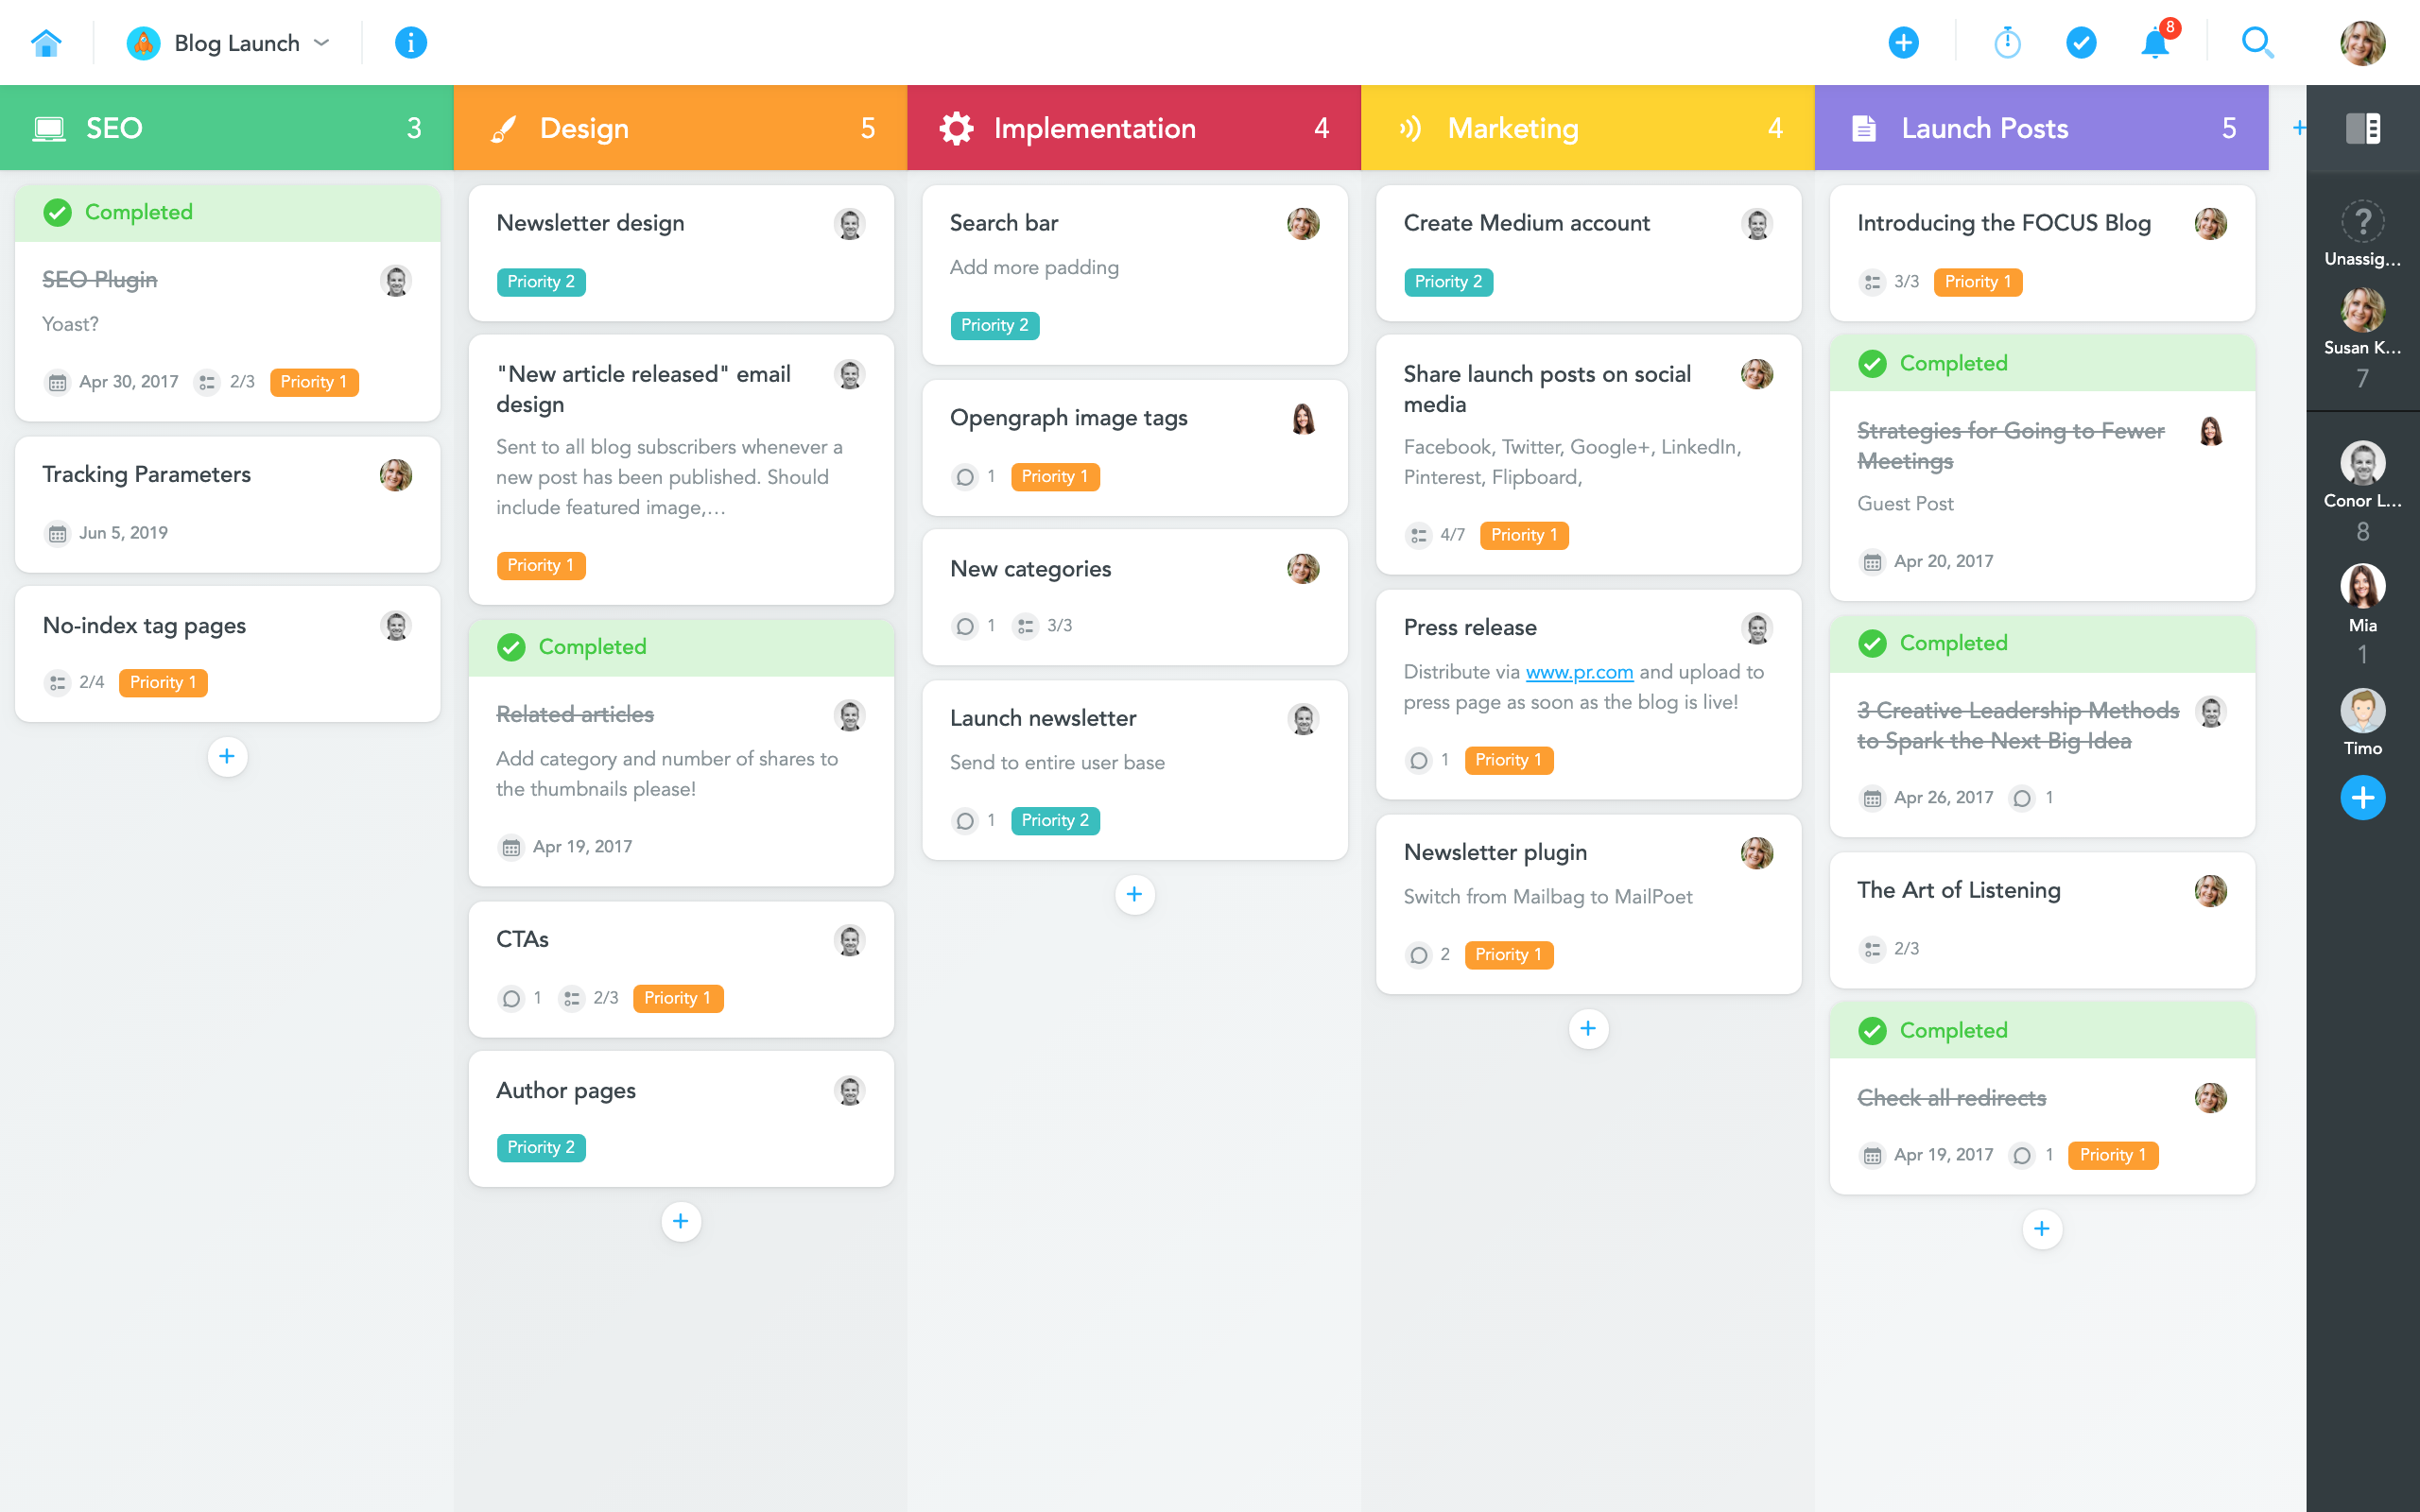 Blog Launch
8
SEO 3
Completed
SEO Plugin
Yoast?
Apr 30, 2017 2/3 Priority 1
Tracking Parameters
Jun 5, 2019
No-index tag pages
2/4 Priority 1
Design 5
Newsletter design
Priority 2
"New article released" email
design
Sent to all blog subscribers whenever a
new post has been published. Should
include featured image,…
Priority 1
Completed
Related articles
Add category and number of shares to
the thumbnails please!
Apr 19, 2017
CTAs
1 2/3 Priority 1
Author pages
Priority 2
Implementation 4
Search bar
Add more padding
Priority 2
Opengraph image tags
1 Priority 1
New categories
1 3/3
Launch newsletter
Send to entire user base
1 Priority 2
Marketing 4
Create Medium account
Priority 2
Share launch posts on social
media
Facebook, Twitter, Google+, LinkedIn,
Pinterest, Flipboard,
4/7 Priority 1
Press release
Distribute via www.pr.com and upload to
press page as soon as the blog is live!
1 Priority 1
Newsletter plugin
Switch from Mailbag to MailPoet
2 Priority 1
Launch Posts 5
Introducing the FOCUS Blog
3/3 Priority 1
Completed
Strategies for Going to Fewer
Meetings
Guest Post
Apr 20, 2017
Completed
3 Creative Leadership Methods
to Spark the Next Big Idea
Apr 26, 2017 1
The Art of Listening
2/3
Completed
Check all redirects
Apr 19, 2017 1 Priority 1
Unassig...
Susan K...
7
Conor L...
8
Mia
1
Timo